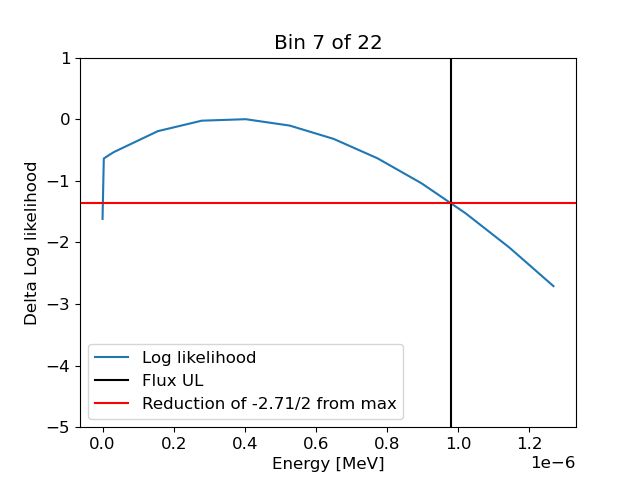 Bin 7 of 22
1
0
−1
−2
−3
−4
−5
Delta Log likelihood
Log likelihood
Flux UL
Reduction of -2.71/2 from max
0.0 0.2 0.4 0.6 0.8 1.0 1.2
Energy [MeV]
1e−6